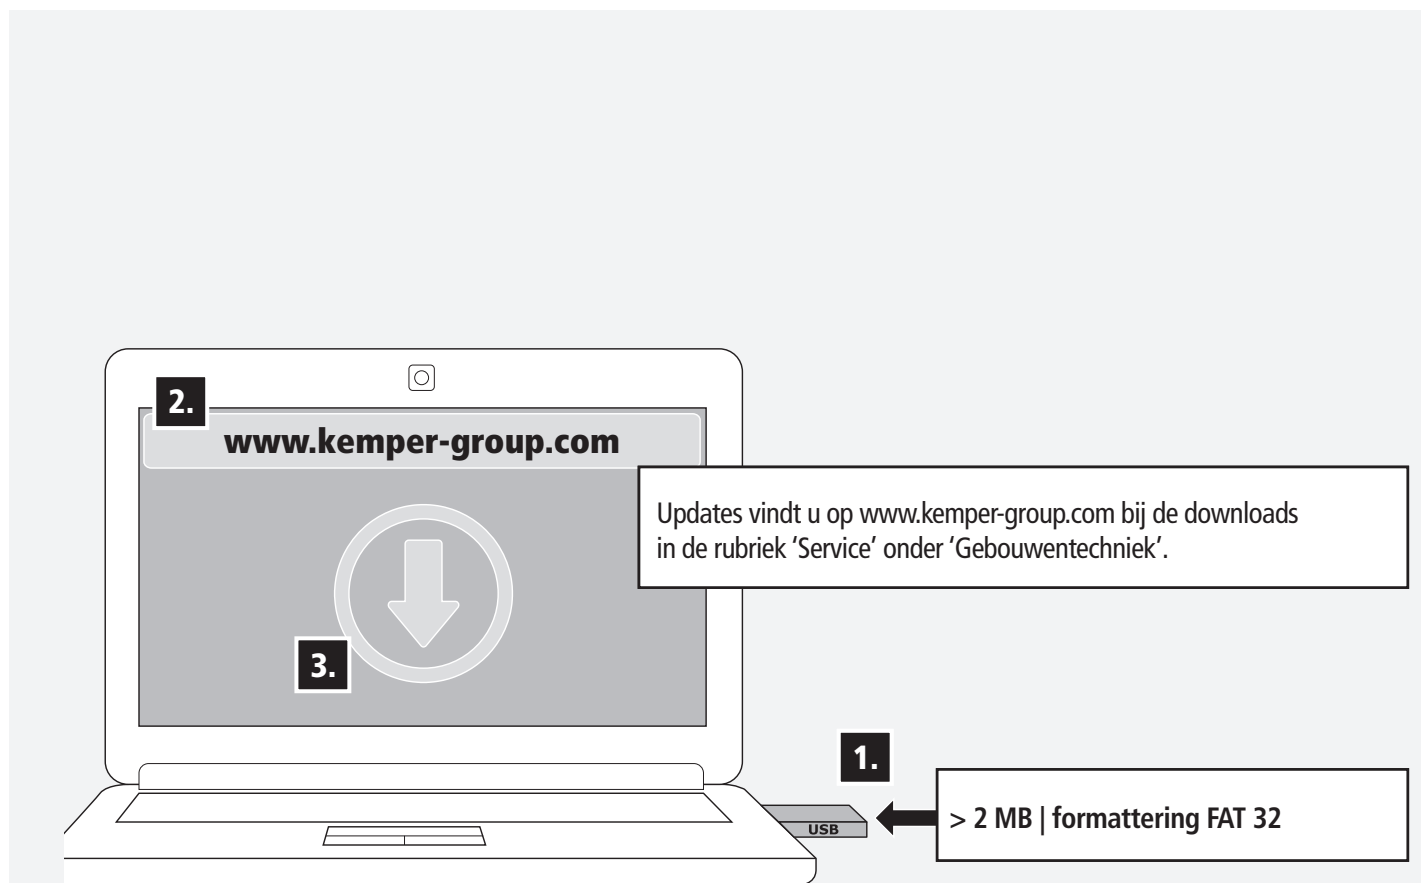 2.
www.kemper-group.com
Updates vindt u op www.kemper-group.com bij de downloads
in de rubriek ‘Service’ onder ‘Gebouwentechniek’.
3.
1.
> 2 MB | formattering FAT 32
USB